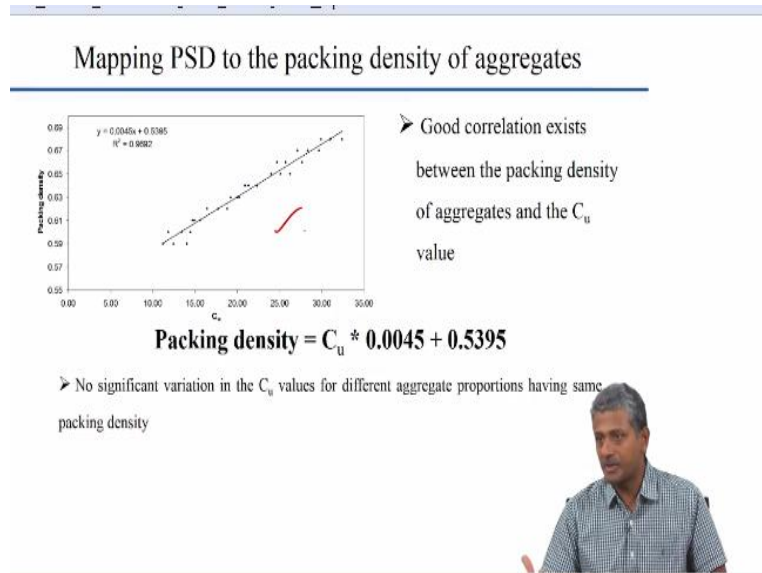 Mapping PSD to the packing density of aggregates
0.69
0.67
0.65
0.63
0.61
0.59
0.57
0.55
Packing density
y = 0.0045x + 0.5395
R² = 0.9692
0.00 5.00 10.00 15.00 20.00 25.00 30.00 35.00
Cu
➢ Good correlation exists
between the packing density
of aggregates and the Cu
value
Packing density = Cu * 0.0045 + 0.5395
➢ No significant variation in the Cu values for different aggregate proportions having same
packing density